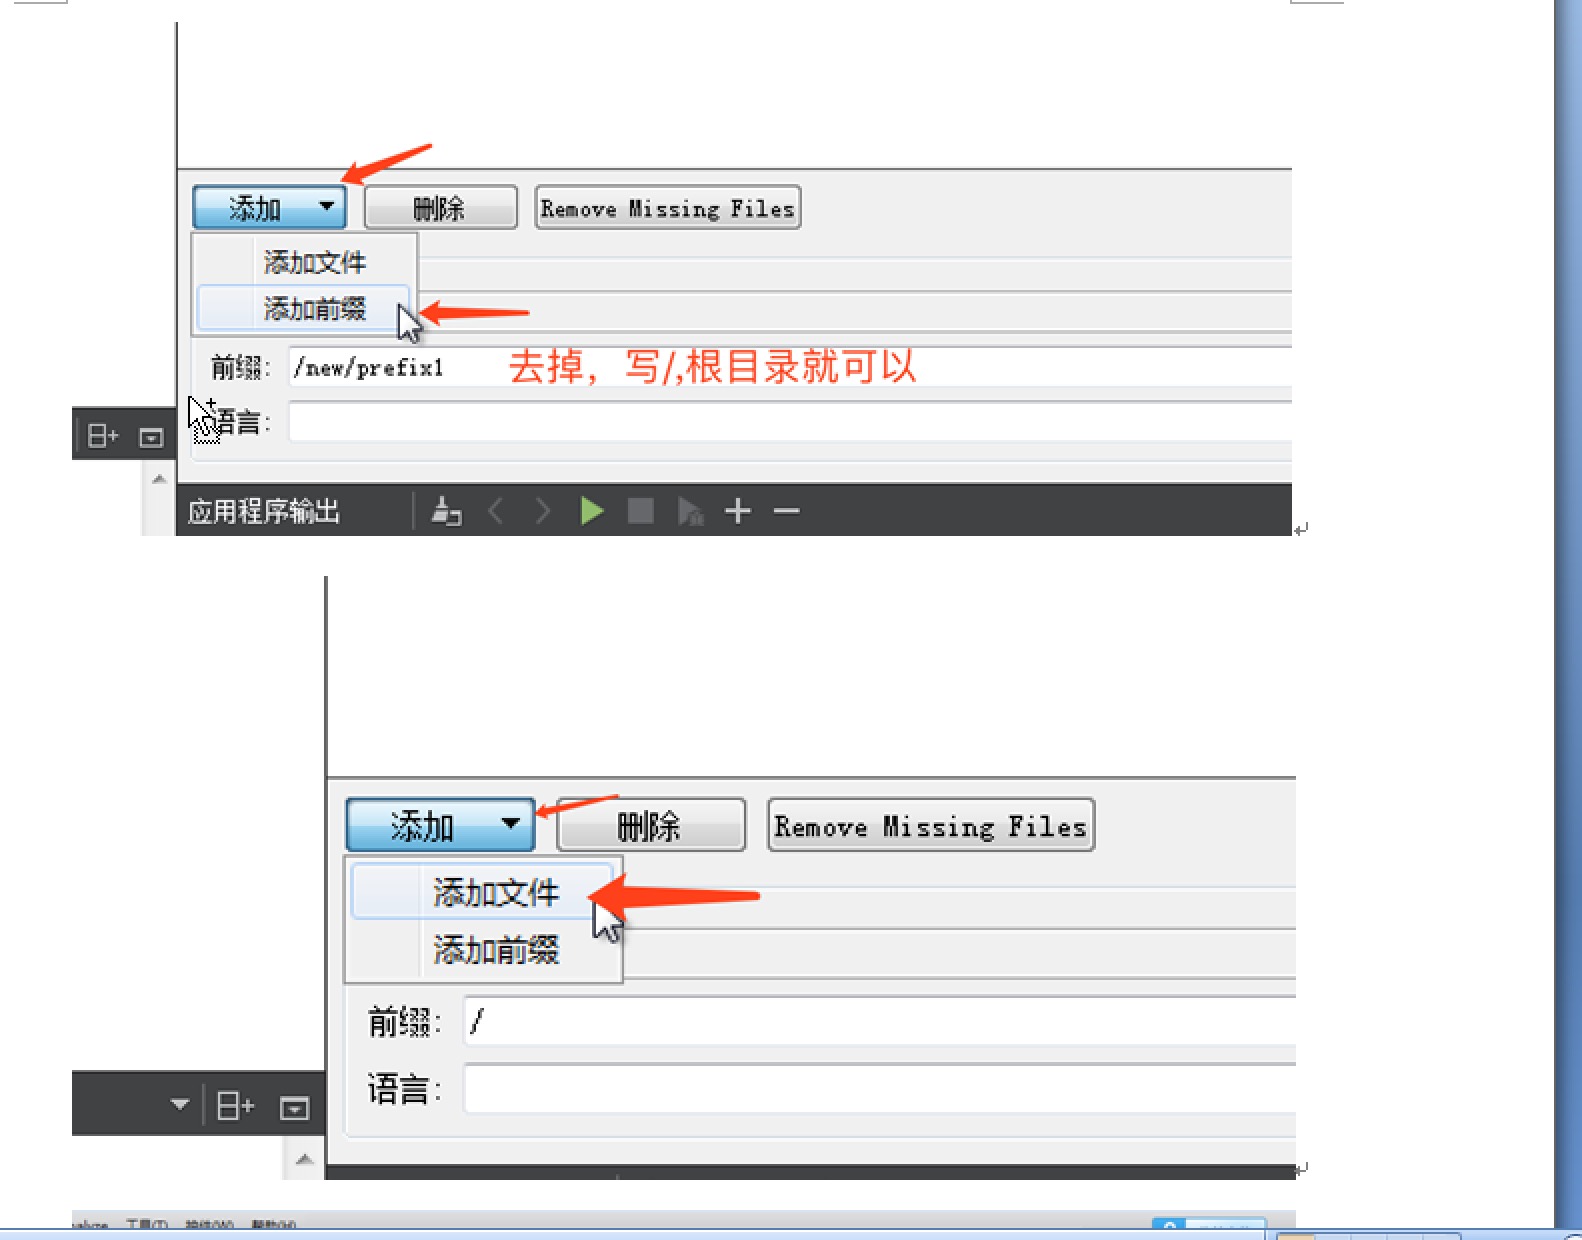 添加 删除 Remove Missing Files
添加文件
添加前缀
前缀: /new/prefix1 去掉，写/,根目录就可以
语言:
应用程序输出
添加 删除 Remove Missing Files
添加文件
添加前缀
前缀: /
语言: